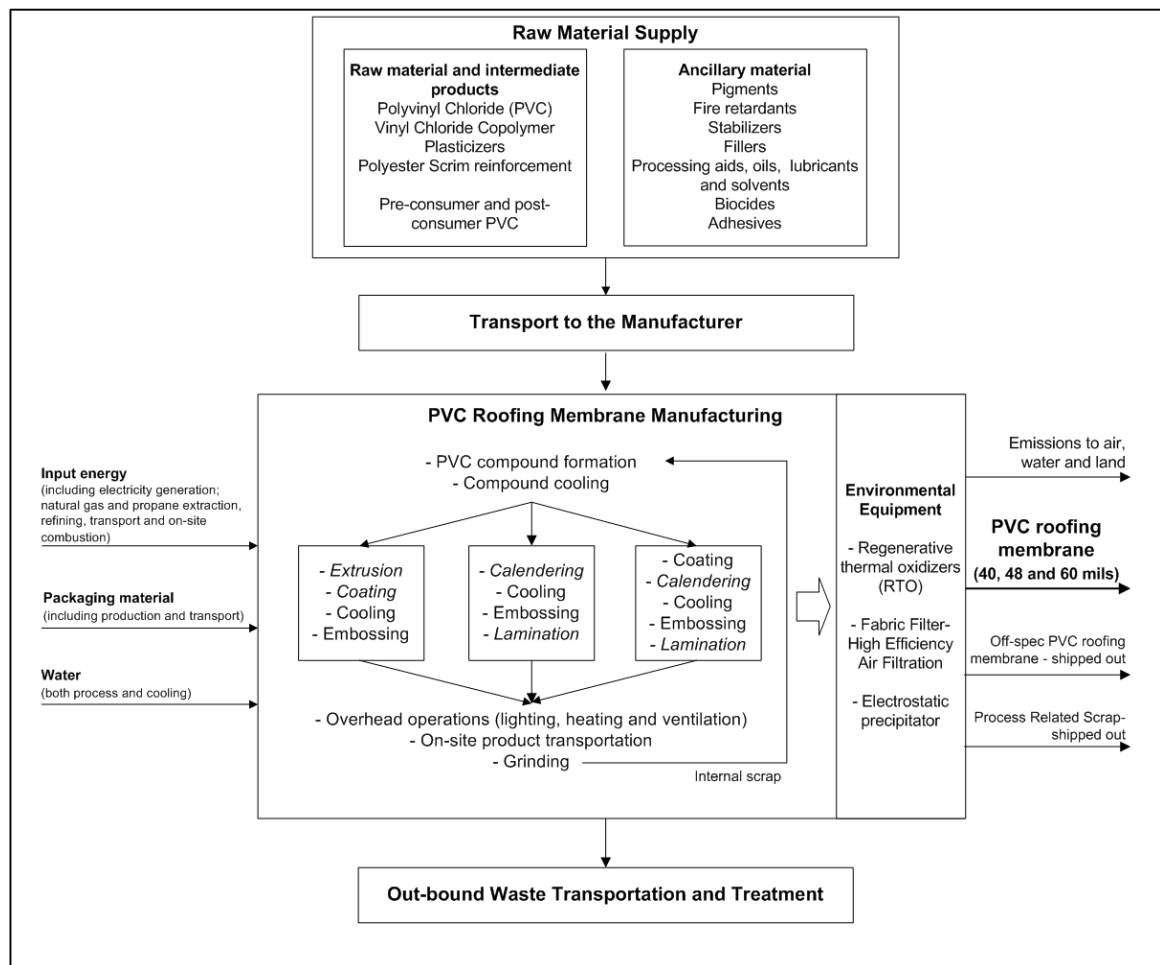 Raw Material Supply
Raw material and intermediate
products
Polyvinyl Chloride (PVC)
Vinyl Chloride Copolymer
Plasticizers
Polyester Scrim reinforcement
Pre-consumer and post-
consumer PVC
Ancillary material
Pigments
Fire retardants
Stabilizers
Fillers
Processing aids, oils, lubricants
and solvents
Biocides
Adhesives
Transport to the Manufacturer
PVC Roofing Membrane Manufacturing
Input energy
(including electricity generation;
natural gas and propane extraction,
refining, transport and on-site
combustion)
Packaging material
(including production and transport)
Water
(both process and cooling)
- PVC compound formation
- Compound cooling
- Extrusion
- Coating
- Cooling
- Embossing
- Calendering
- Cooling
- Embossing
- Lamination
- Coating
- Calendering
- Cooling
- Embossing
- Lamination
- Overhead operations (lighting, heating and ventilation)
- On-site product transportation
- Grinding
Internal scrap
Environmental
Equipment
- Regenerative
thermal oxidizers
(RTO)
- Fabric Filter-
High Efficiency
Air Filtration
- Electrostatic
precipitator
Emissions to air,
water and land
PVC roofing
membrane
(40, 48 and 60 mils)
Off-spec PVC roofing
membrane - shipped out
Process Related Scrap-
shipped out
Out-bound Waste Transportation and Treatment